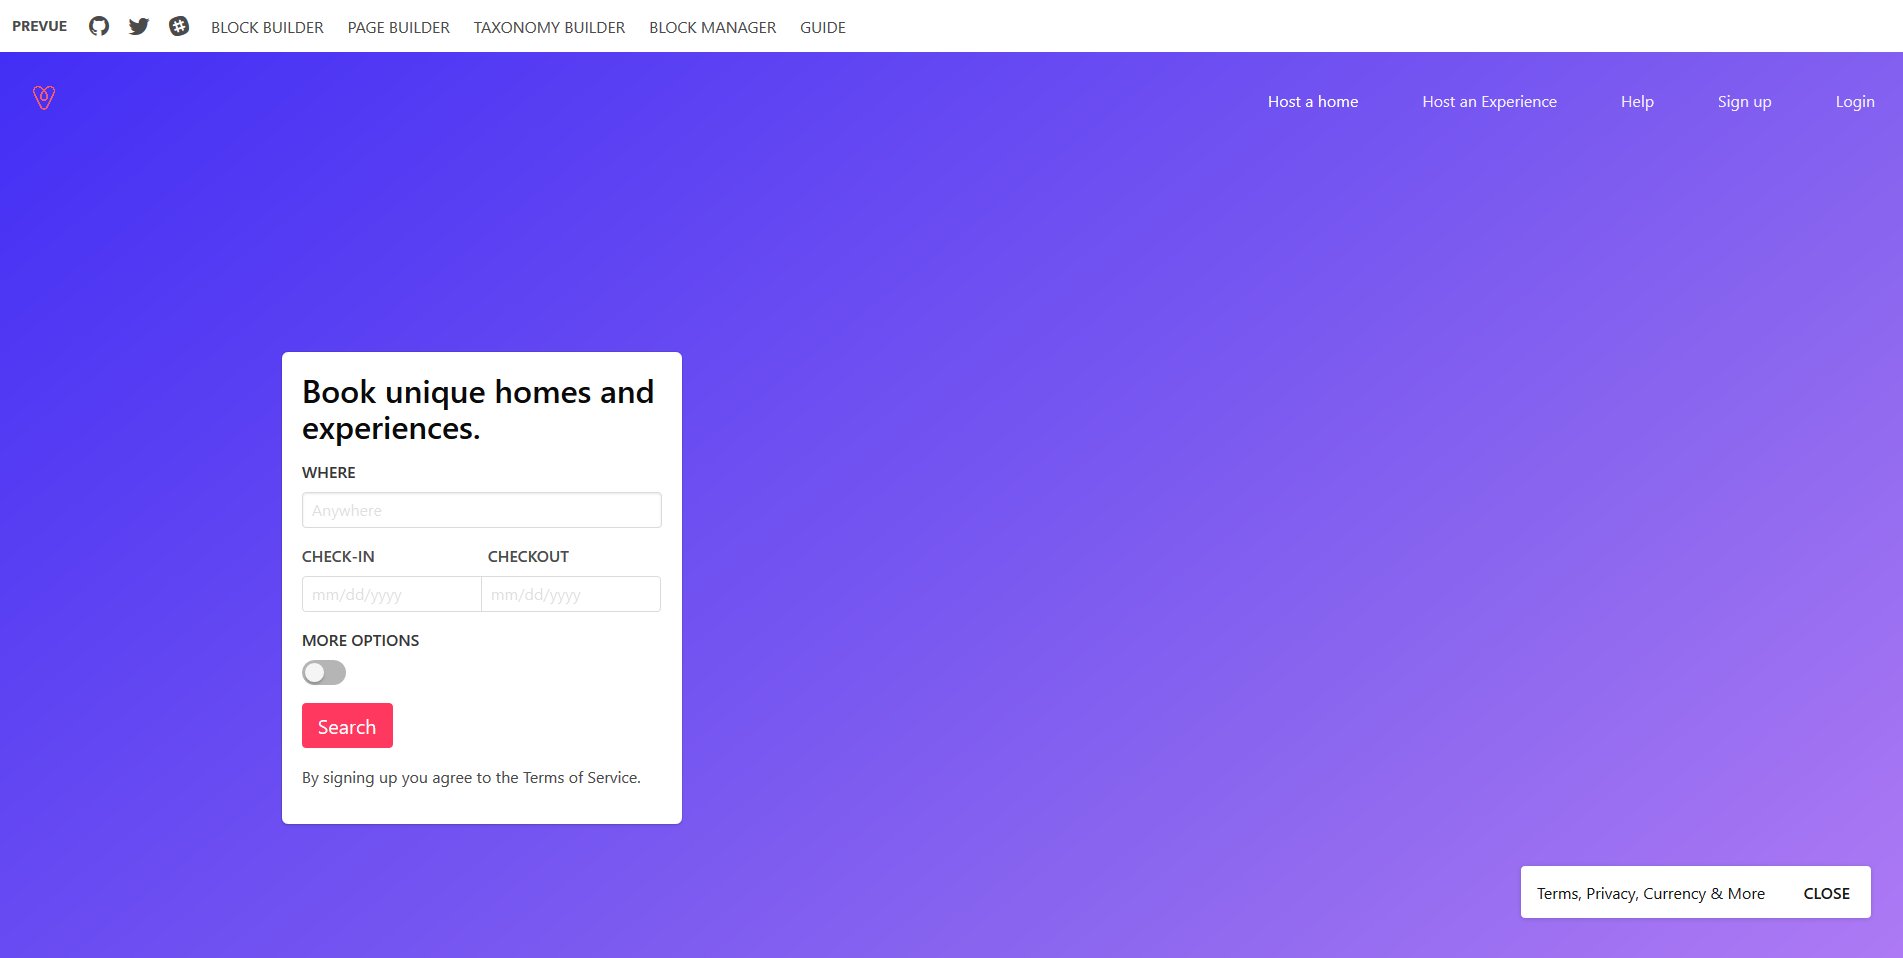 PREVUE BLOCK BUILDER PAGE BUILDER TAXONOMY BUILDER BLOCK MANAGER GUIDE
Host a home Host an Experience Help Sign up Login
Book unique homes and
experiences.
WHERE
Anywhere
CHECK-IN CHECKOUT
mm/dd/yyyy mm/dd/yyyy
MORE OPTIONS
Search
By signing up you agree to the Terms of Service.
Terms, Privacy, Currency & More CLOSE